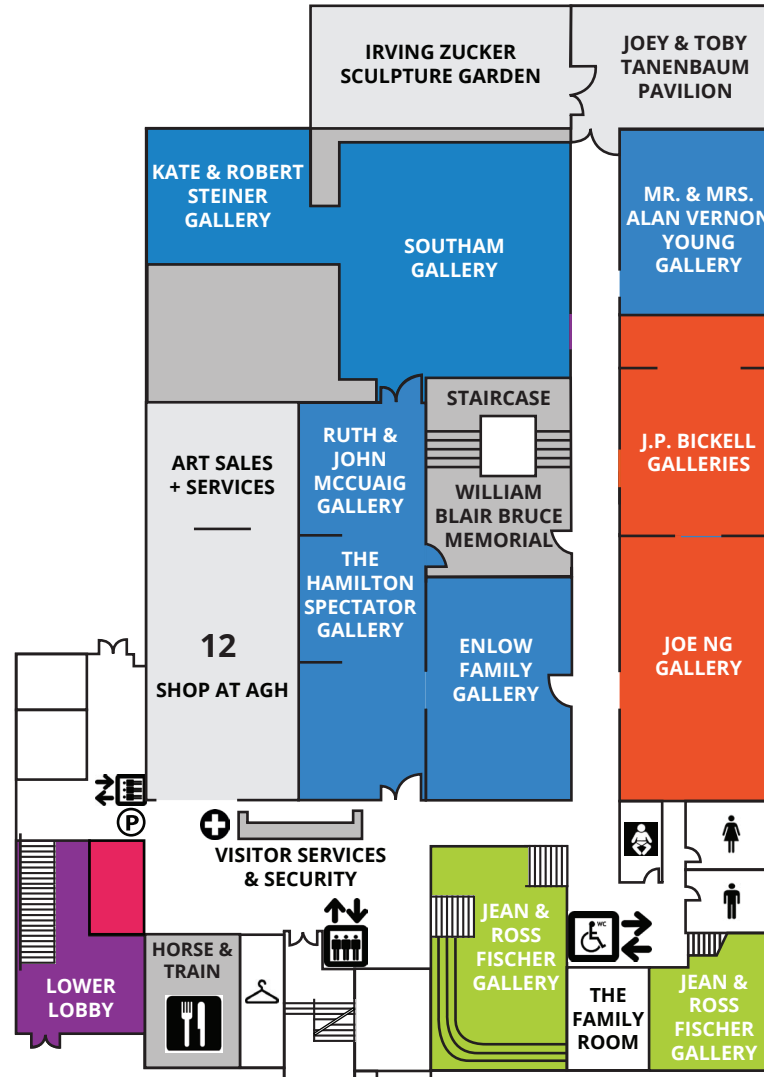 IRVING ZUCKER
SCULPTURE GARDEN
JOEY & TOBY
TANENBAUM
PAVILION
KATE & ROBERT
STEINER
GALLERY
SOUTHAM
GALLERY
MR. & MRS.
ALAN VERNON
YOUNG
GALLERY
STAIRCASE
WILLIAM
BLAIR BRUCE
MEMORIAL
RUTH &
JOHN
MCCUAIG
GALLERY
ART SALES
+ SERVICES
J.P. BICKELL
GALLERIES
THE
HAMILTON
SPECTATOR
GALLERY
12
SHOP AT AGH
ENLOW
FAMILY
GALLERY
JOE NG
GALLERY
P
VISITOR SERVICES
& SECURITY
JEAN &
ROSS
FISCHER
GALLERY
WC
HORSE &
TRAIN
LOWER
LOBBY
THE
FAMILY
ROOM
JEAN &
ROSS
FISCHER
GALLERY